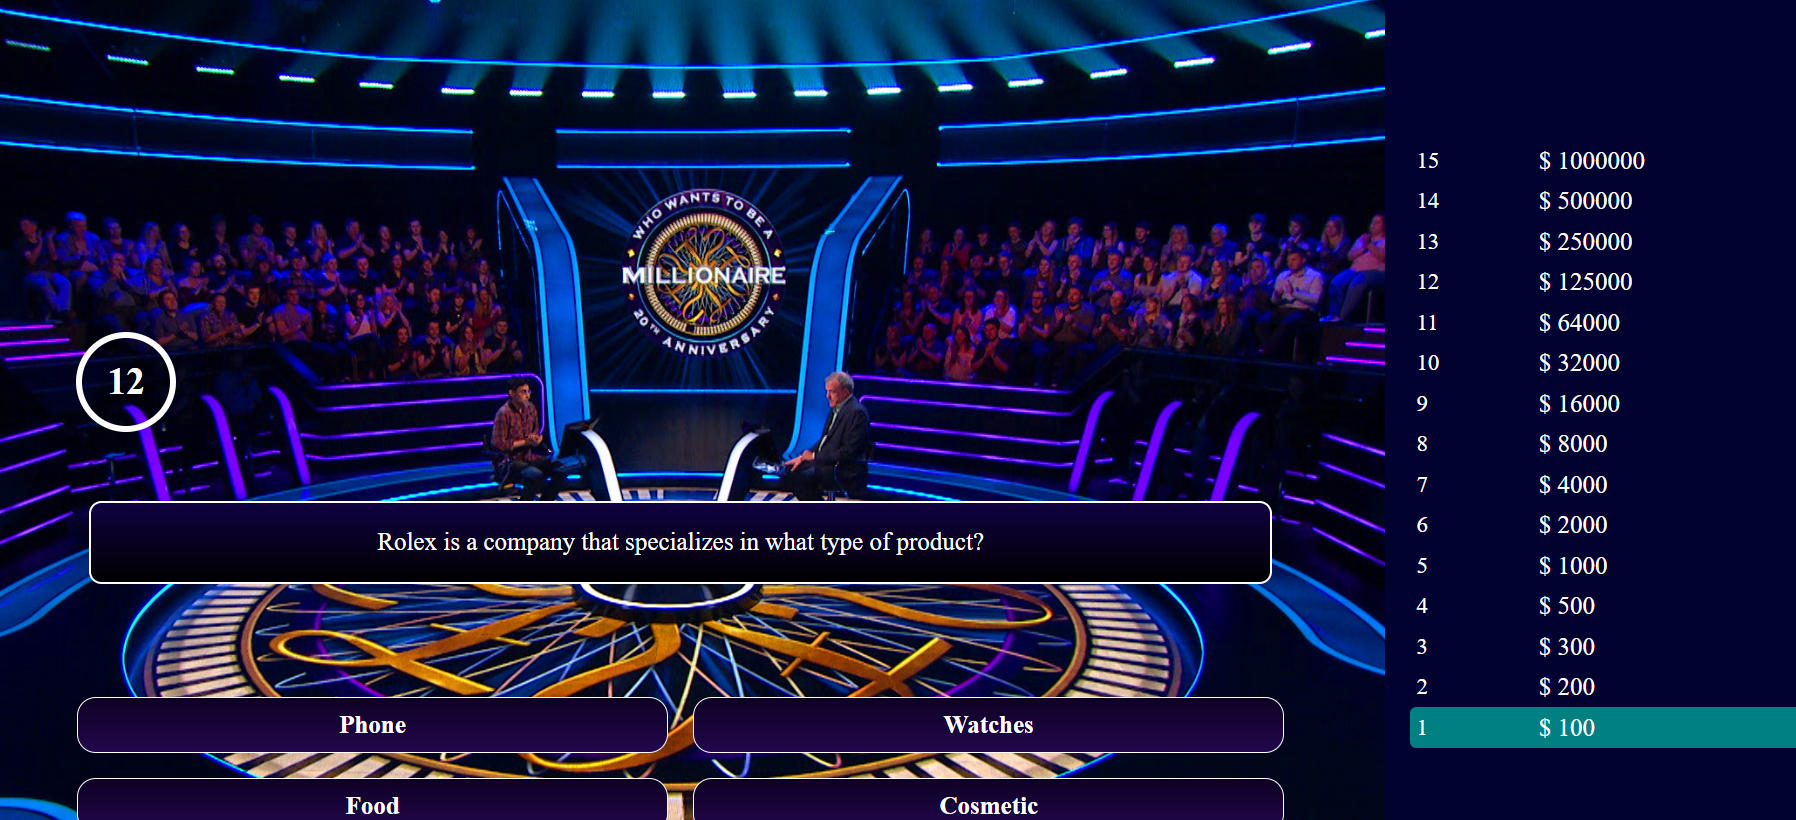 WHO WANTS TO BE A
MILLIONAIRE
20TH ANNIVERSARY
12
Rolex is a company that specializes in what type of product?
Phone
Watches
Food
Cosmetic
15 $ 1000000
14 $ 500000
13 $ 250000
12 $ 125000
11 $ 64000
10 $ 32000
9 $ 16000
8 $ 8000
7 $ 4000
6 $ 2000
5 $ 1000
4 $ 500
3 $ 300
2 $ 200
1 $ 100